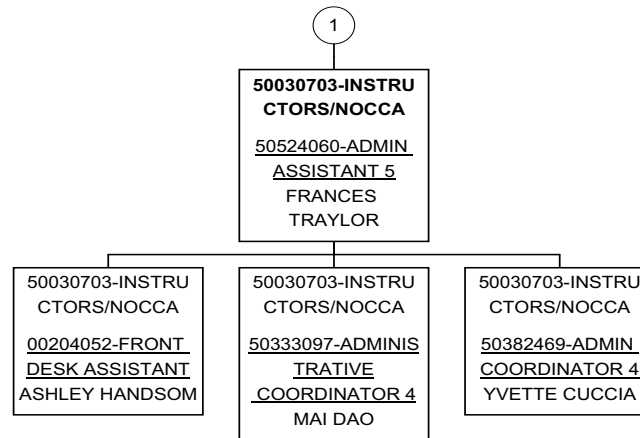 1
50030703-INSTRU
CTORS/NOCCA
50524060-ADMIN
ASSISTANT 5
FRANCES
TRAYLOR
50030703-INSTRU
CTORS/NOCCA
00204052-FRONT
DESK ASSISTANT
ASHLEY HANDSOM
50030703-INSTRU
CTORS/NOCCA
50333097-ADMINIS
TRATIVE
COORDINATOR 4
MAI DAO
50030703-INSTRU
CTORS/NOCCA
50382469-ADMIN
COORDINATOR 4
YVETTE CUCCIA